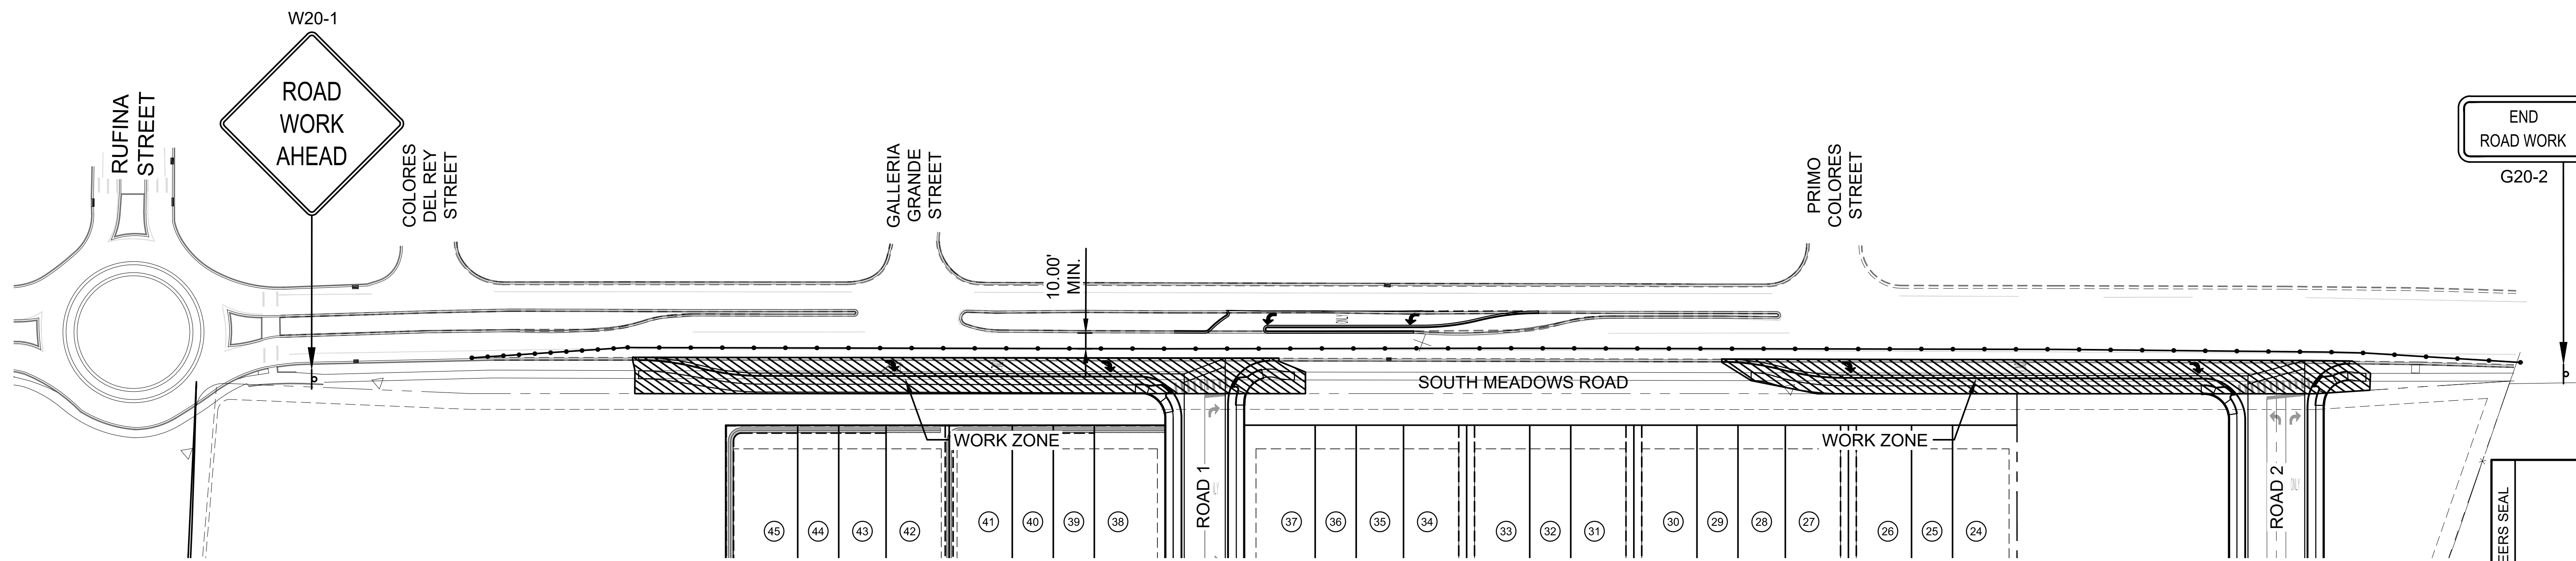 W20-1
ROAD
WORK
AHEAD
RUFINA
STREET
COLORES
DEL REY
STREET
GALLERIA
GRANDE
STREET
10.00'
MIN.
PRIMO
COLORES
STREET
END
ROAD WORK
G20-2
SOUTH MEADOWS ROAD
WORK ZONE
WORK ZONE
ROAD 1
ROAD 2
45
44
43
42
41
40
39
38
37
36
35
34
33
32
31
30
29
28
27
26
25
24
EERS SEAL